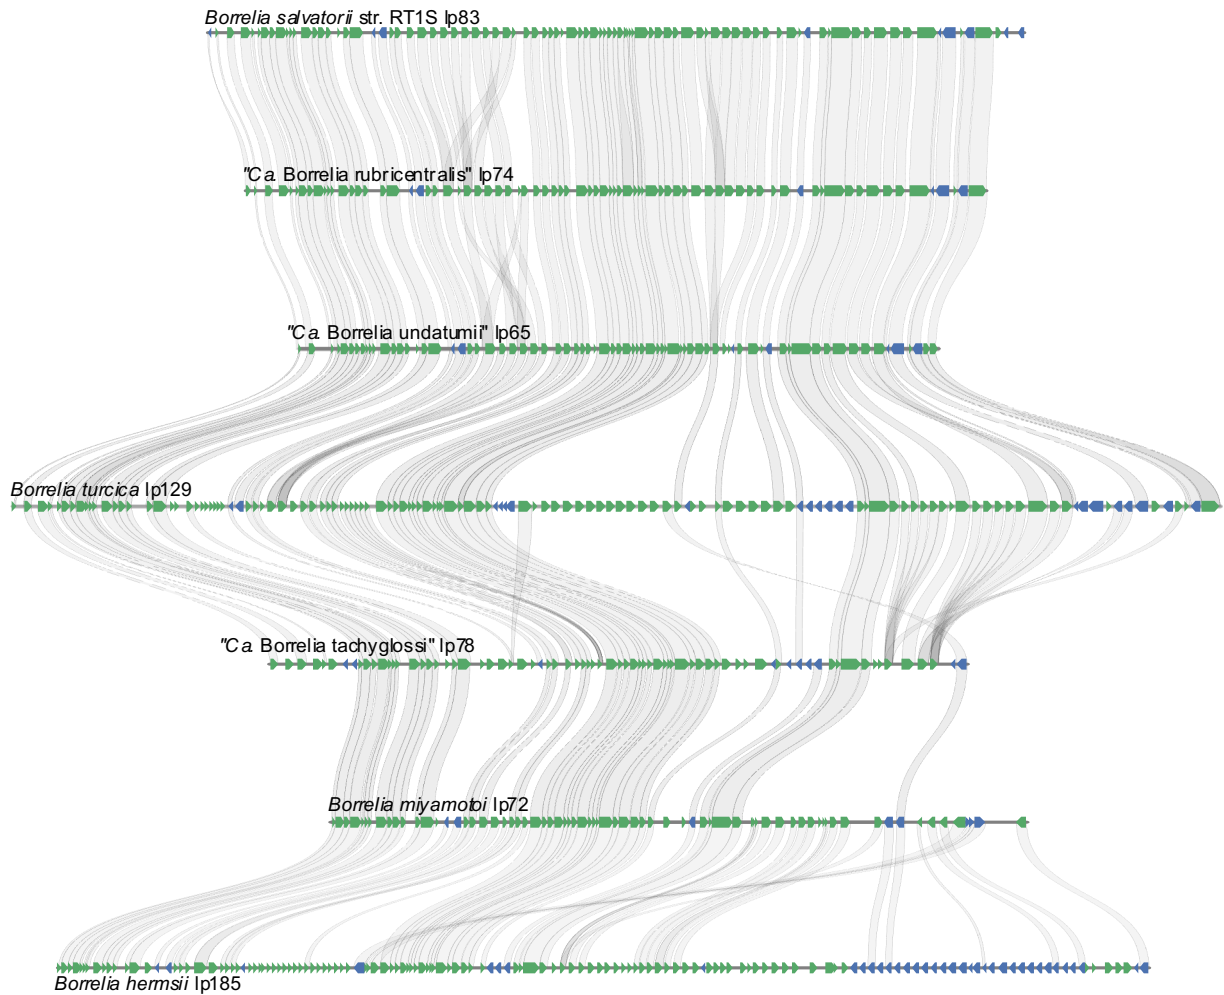 Borrelia salvatorii str. RT1S lp83
"Ca. Borrelia rubricentralis" lp74
"Ca. Borrelia undatumii" lp65
Borrelia turcica lp129
"Ca. Borrelia tachyglossi" lp78
Borrelia miyamotoi lp72
Borrelia hermsii lp185